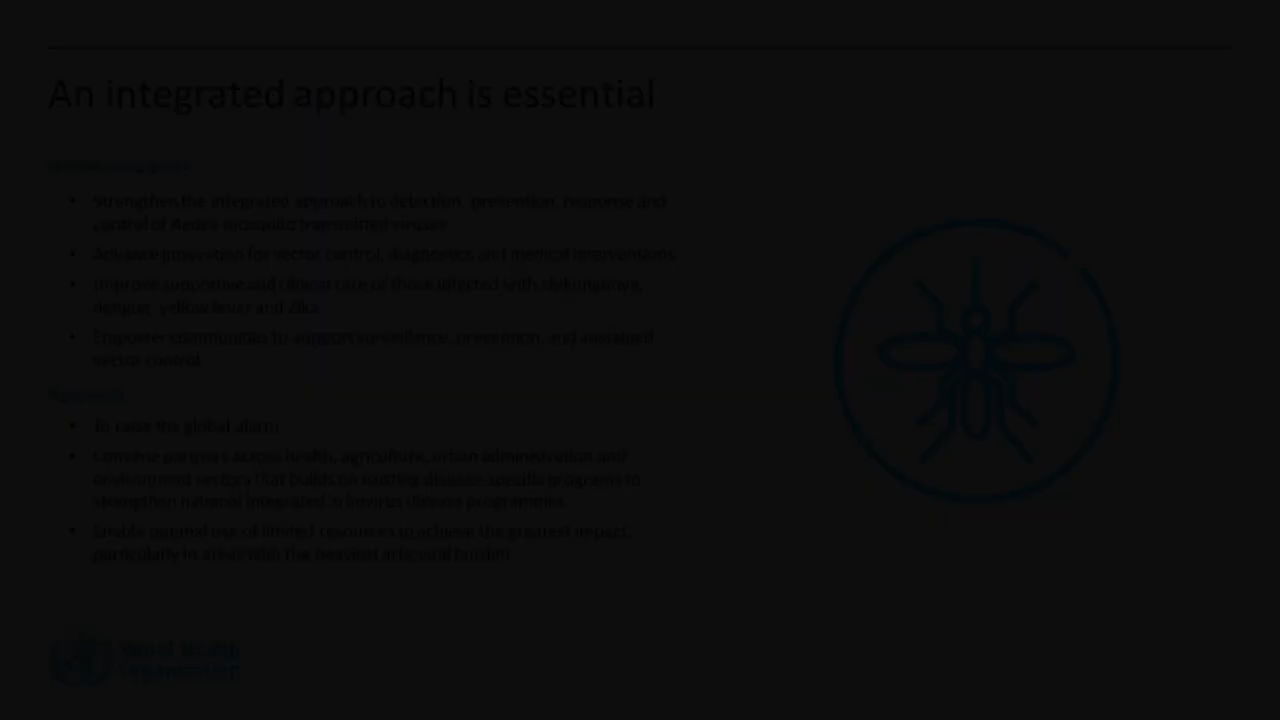 An integrated approach is essential
• Strengthen the integrated approach to detection, prevention, response and
control of Aedes mosquito transmitted viruses
• Advance innovation for vector control, diagnostics, and medical interventions
• Improve supportive and clinical care of those affected with chikungunya,
dengue, yellow fever and Zika
• Empower communities to support surveillance, prevention, and sustained
vector control
• To raise the global alarm
• Convene partners across health, agriculture, urban administration and
environment sectors that builds on existing disease-specific programs to
strengthen national integrated arbovirus disease programmes
• Enable optimal use of limited resources to achieve the greatest impact,
particularly in areas with the heaviest arboviral burden
World Health
Organization